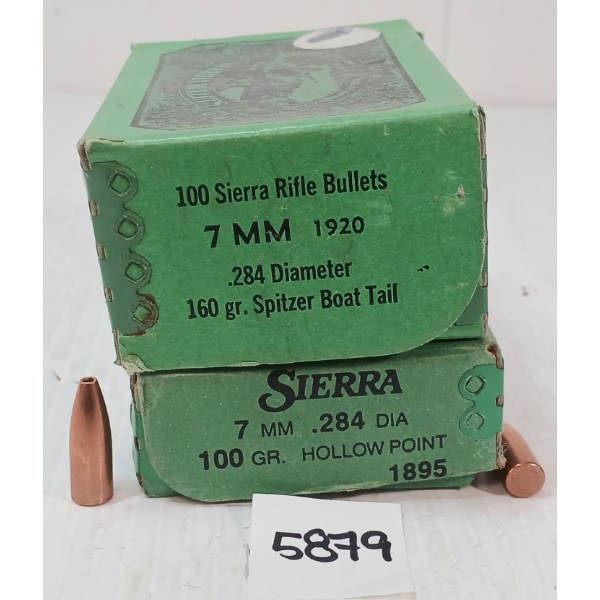 100 Sierra Rifle Bullets
7 MM 1920
.284 Diameter
160 gr. Spitzer Boat Tail
SIERRA
7 MM .284 DIA
100 GR. HOLLOW POINT
1895
5879